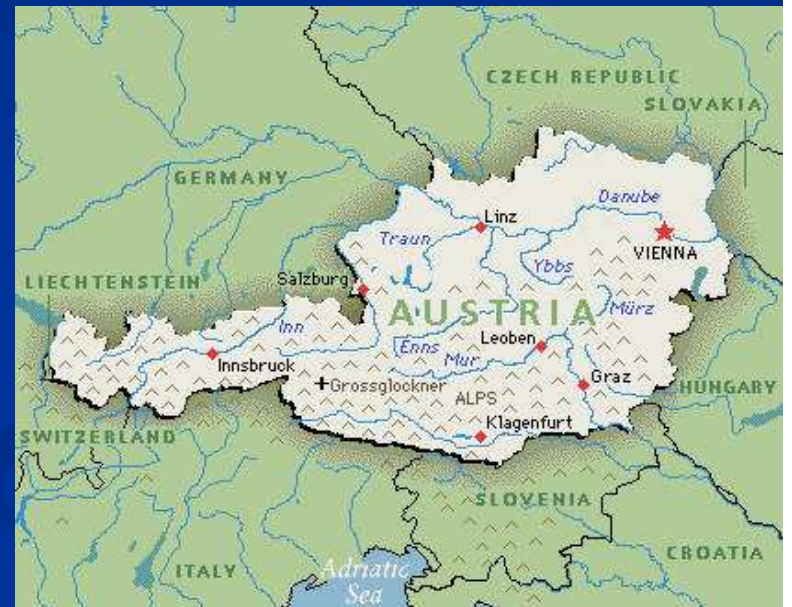 CZECH REPUBLIC
SLOVAKIA
GERMANY
Danube
Linz
Traun
VIENNA
Ybbs
LIECHTENSTEIN
Salzburg
AUSTRIA
Mürz
Inn
Leoben
Enns
Mur
Innsbruck
Graz
Grossglockner
HUNGARY
ALPS
Klagenfurt
SWITZERLAND
SLOVENIA
CROATIA
ITALY
Adriatic
Sea